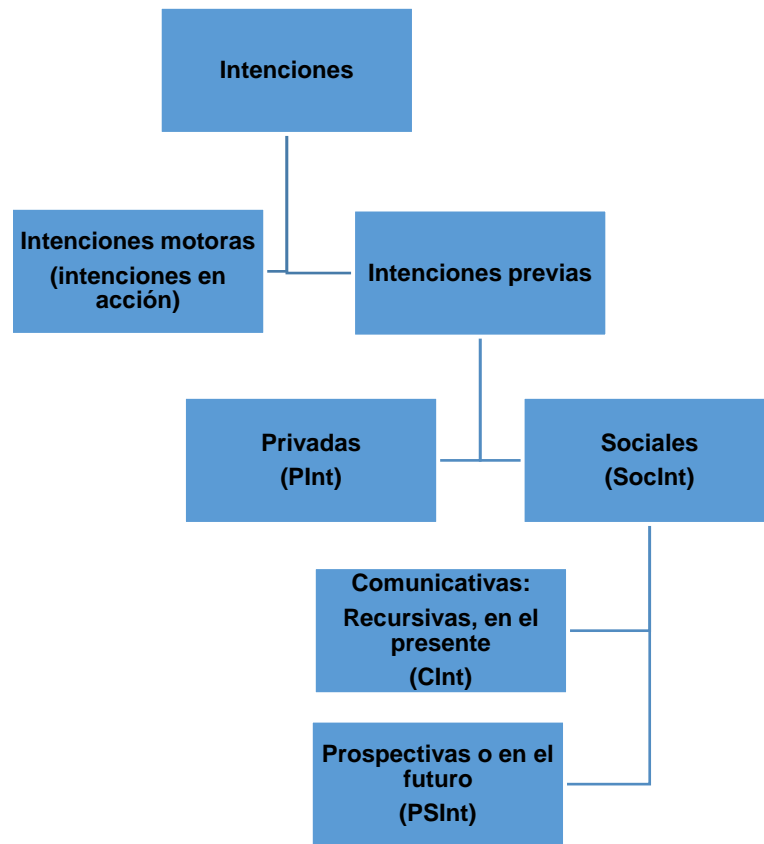 Intenciones
Intenciones motoras
(intenciones en
acción)
Intenciones previas
Privadas
(PInt)
Sociales
(SocInt)
Comunicativas:
Recursivas, en el
presente
(CInt)
Prospectivas o en el
futuro
(PSInt)